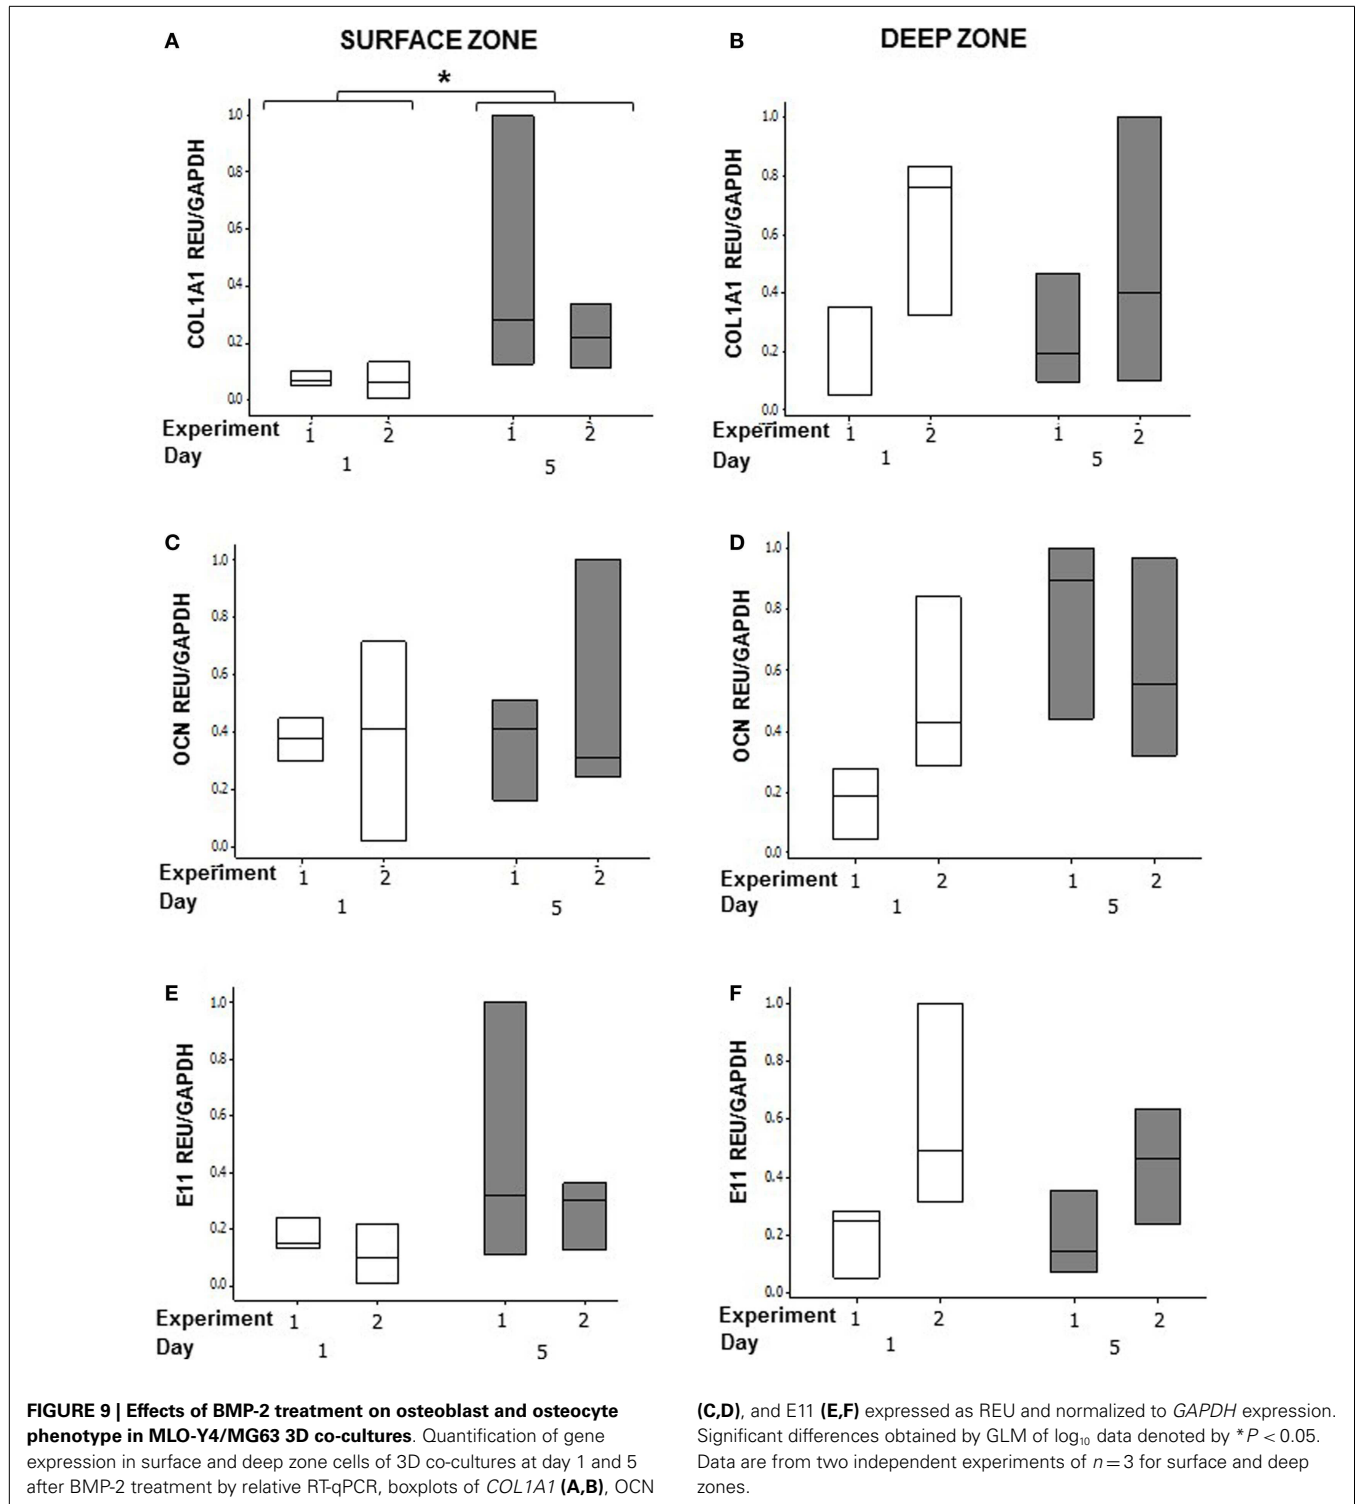 A
SURFACE ZONE
*
COL1A1 REU/GAPDH
1.0
0.8
0.6
0.4
0.2
0.0
Experiment 1 2 1 2
Day 1 5
B
DEEP ZONE
COL1A1 REU/GAPDH
1.0
0.8
0.6
0.4
0.2
0.0
Experiment 1 2 1 2
Day 1 5
C
OCN REU/GAPDH
1.0
0.8
0.6
0.4
0.2
0.0
Experiment 1 2 1 2
Day 1 5
D
OCN REU/GAPDH
1.0
0.8
0.6
0.4
0.2
0.0
Experiment 1 2 1 2
Day 1 5
E
E11 REU/GAPDH
1.0
0.8
0.6
0.4
0.2
0.0
Experiment 1 2 1 2
Day 1 5
F
E11 REU/GAPDH
1.0
0.8
0.6
0.4
0.2
0.0
Experiment 1 2 1 2
Day 1 5
FIGURE 9 | Effects of BMP-2 treatment on osteoblast and osteocyte
phenotype in MLO-Y4/MG63 3D co-cultures. Quantification of gene
expression in surface and deep zone cells of 3D co-cultures at day 1 and 5
after BMP-2 treatment by relative RT-qPCR, boxplots of COL1A1 (A,B), OCN
(C,D), and E11 (E,F) expressed as REU and normalized to GAPDH expression.
Significant differences obtained by GLM of log₁₀ data denoted by *P < 0.05.
Data are from two independent experiments of n = 3 for surface and deep
zones.